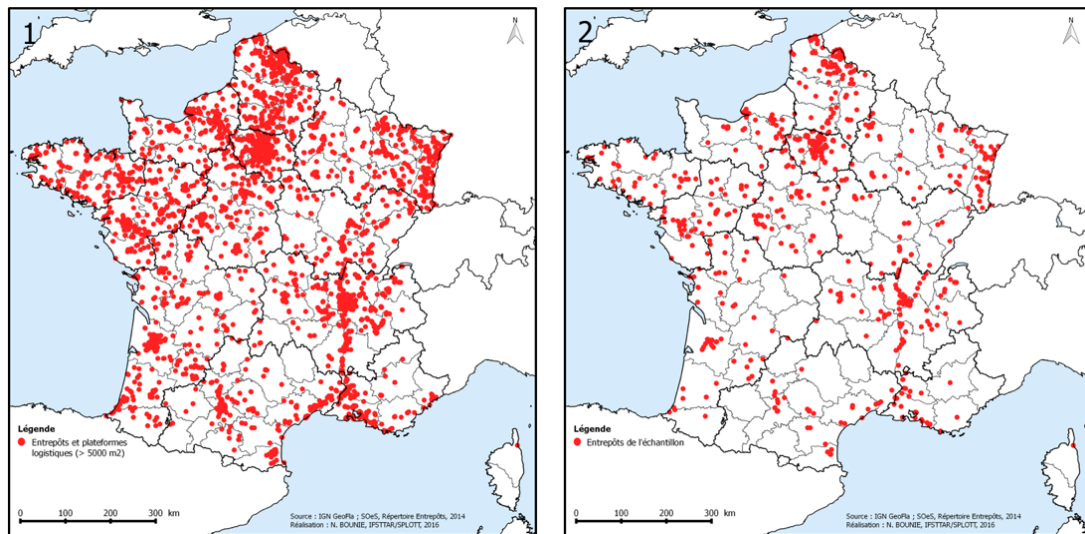 1
N
Légende
Entrepôts et plateformes
logistiques (> 5000 m2)
0 100 200 300 km
Source : IGN GeoFla ; SOeS, Répertoire Entrepôts, 2014
Réalisation : N. BOUNIE, IFSTTAR/SPLOTT, 2016
2
N
Légende
Entrepôts de l'échantillon
0 100 200 300 km
Source : IGN GeoFla ; SOeS, Répertoire Entrepôts, 2014
Réalisation : N. BOUNIE, IFSTTAR/SPLOTT, 2016